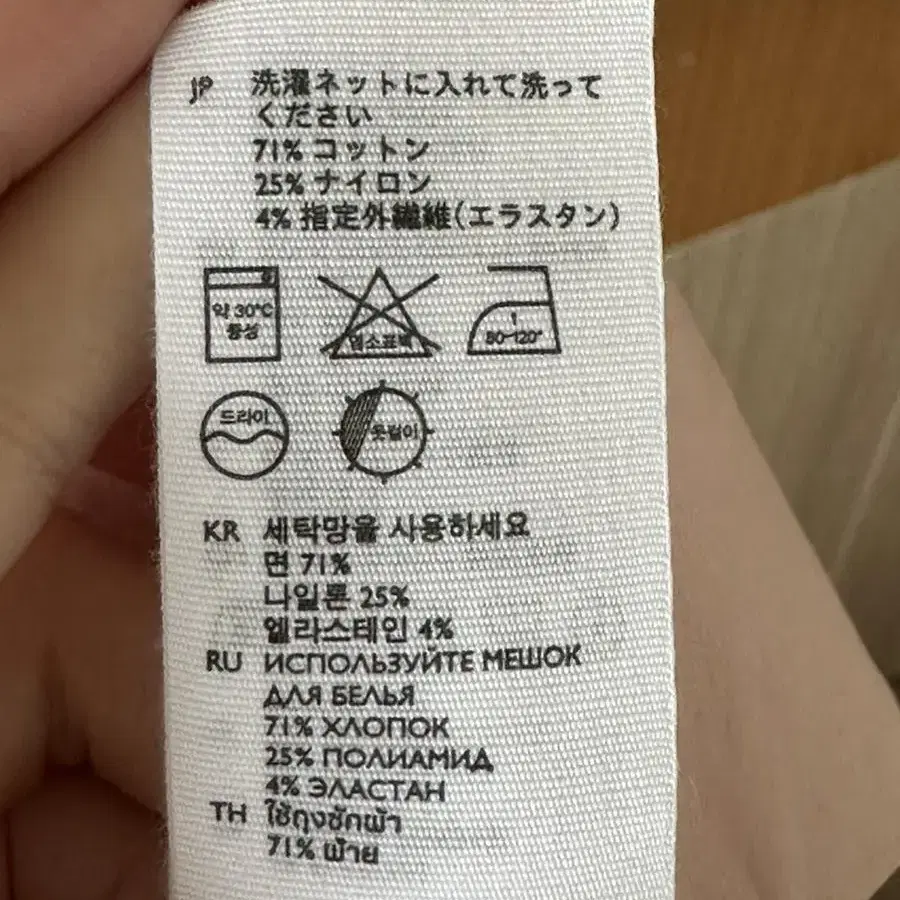 JP 洗濯ネットに入れて洗って
ください
71% コットン
25% ナイロン
4% 指定外繊維(エラスタン)
약 30℃
중성
염소표백
1
80~120°
드라이
옷걸이
KR 세탁망을 사용하세요
면 71%
나일론 25%
엘라스테인 4%
RU ИСПОЛЬЗУЙТЕ МЕШОК
ДЛЯ БЕЛЬЯ
71% ХЛОПОК
25% ПОЛИАМИД
4% ЭЛАСТАН
TH ใช้ถุงซักผ้า
71% ฝ้าย